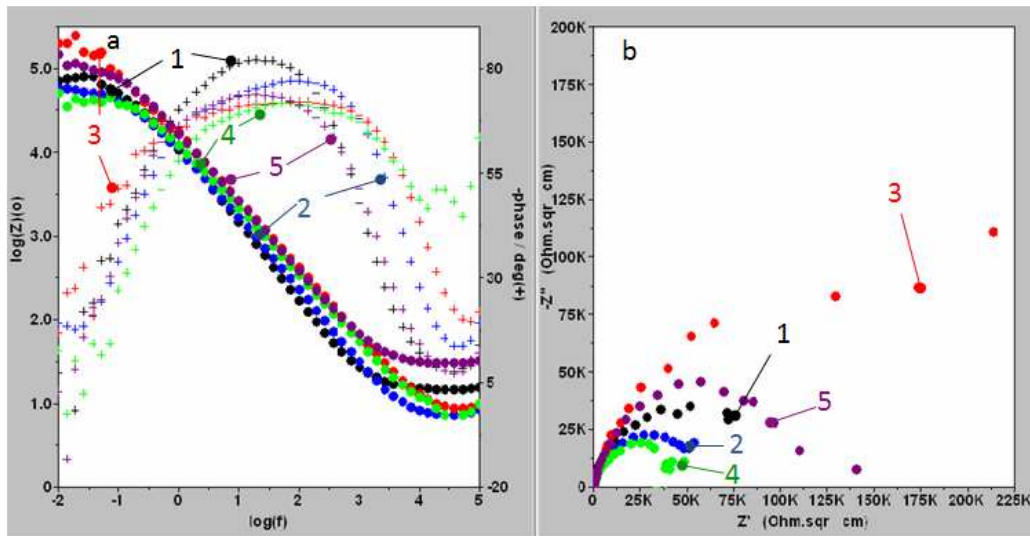 a
5.0
4.0
3.0
2.0
1.0
0
log(Z)(o)
-2
-1
0
1
2
3
4
5
log(f)
80
55
30
5
-20
-phase / deg(+)
1
3
4
5
2
b
200K
175K
150K
125K
100K
75K
50K
25K
0
-Z'' (Ohm.sqr cm)
0
25K
50K
75K
100K
125K
150K
175K
200K
225K
Z' (Ohm.sqr cm)
3
1
5
2
4